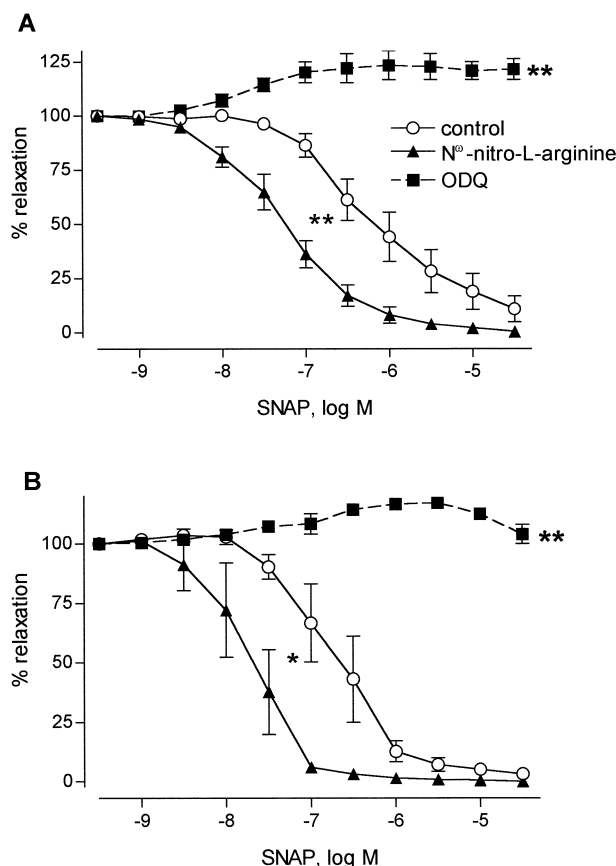 A
125
100
75
50
25
0
% relaxation
**
**
control
Nω-nitro-L-arginine
ODQ
-9 -8 -7 -6 -5
SNAP, log M
B
100
75
50
25
0
% relaxation
**
*
-9 -8 -7 -6 -5
SNAP, log M